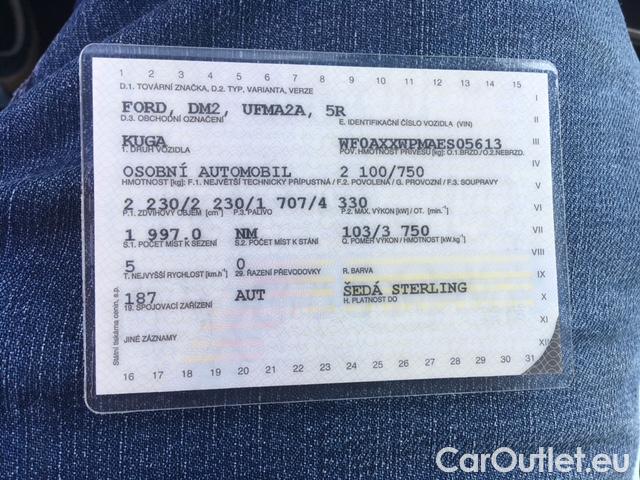 1 2 3 4 5 6 7 8 9 10 11 12 13 14 15
D.1. TOVÁRNÍ ZNAČKA, D.2. TYP, VARIANTA, VERZE
I
FORD, DM2, UFMA2A, 5R
D.3. OBCHODNÍ OZNAČENÍ E. IDENTIFIKAČNÍ ČÍSLO VOZIDLA (VIN)
II
KUGA WF0AXXWPMAES05613
III
1. DRUH VOZIDLA POV. HMOTNOST PŘÍVĚSU [kg]: O.1.BRZD./O.2.NEBRZD.
IV
OSOBNÍ AUTOMOBIL 2 100/750
HMOTNOST [kg]: F.1. NEJVĚTŠÍ TECHNICKY PŘÍPUSTNÁ / F.2. POVOLENÁ / G. PROVOZNÍ / F.3. SOUPRAVY
V
2 230/2 230/1 707/4 330
P.1. ZDVIHOVÝ OBJEM [cm³] P.3. PALIVO P.2. MAX. VÝKON [kW] / OT. [min.⁻¹]
VI
1 997.0 NM 103/3 750
VII
S.1. POČET MÍST K SEZENÍ S.2. POČET MÍST K STÁNÍ Q. POMĚR VÝKON / HMOTNOST [kW.kg⁻¹]
VIII
5 0
T. NEJVYŠŠÍ RYCHLOST [km.h⁻¹] 29. ŘAZENÍ PŘEVODOVKY R. BARVA
IX
187 AUT ŠEDÁ STERLING
19. SPOJOVACÍ ZAŘÍZENÍ H. PLATNOST DO
X
XI
JINÉ ZÁZNAMY
XII
Státní tiskárna cenin, s.p.
16 17 18 19 20 21 22 23 24 25 26 27 28 29 30 31
CarOutlet.eu